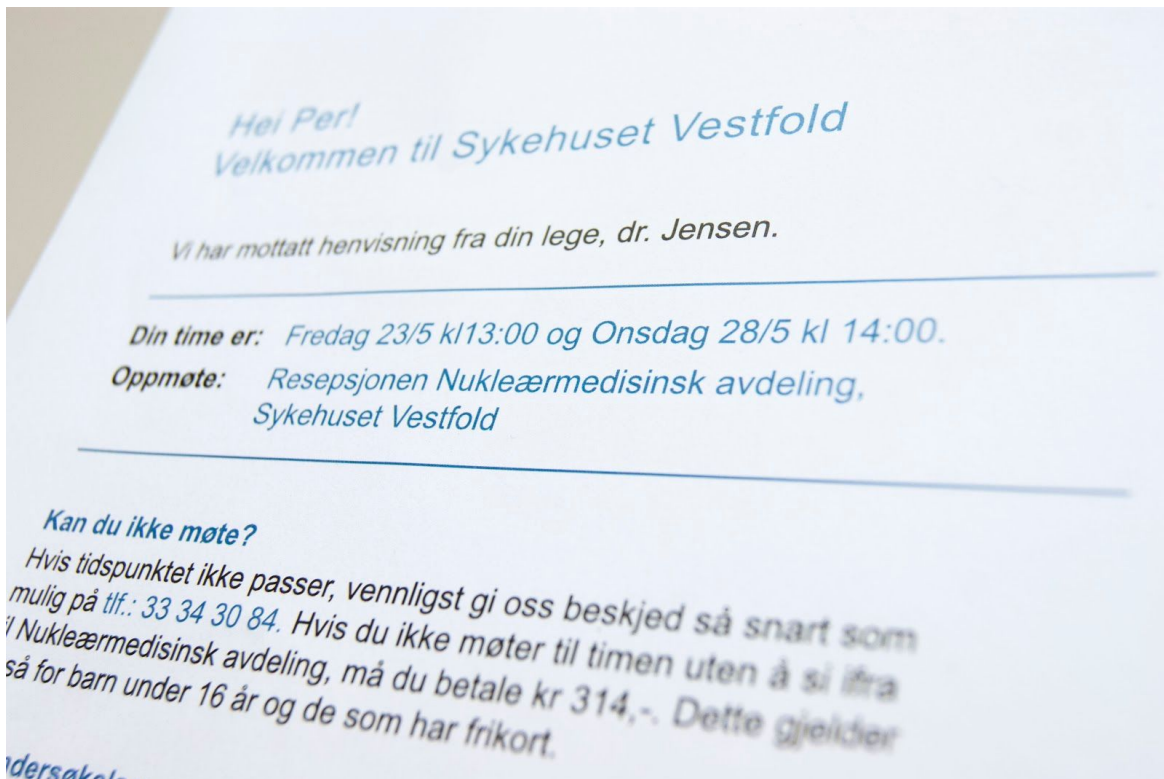 Hei Per!
Velkommen til Sykehuset Vestfold
Vi har mottatt henvisning fra din lege, dr. Jensen.
Din time er: Fredag 23/5 kl13:00 og Onsdag 28/5 kl 14:00.
Oppmøte: Resepsjonen Nukleærmedisinsk avdeling,
Sykehuset Vestfold
Kan du ikke møte?
Hvis tidspunktet ikke passer, vennligst gi oss beskjed så snart som
mulig på tlf.: 33 34 30 84. Hvis du ikke møter til timen uten å si ifra
l Nukleærmedisinsk avdeling, må du betale kr 314,-. Dette gjelder
så for barn under 16 år og de som har frikort.